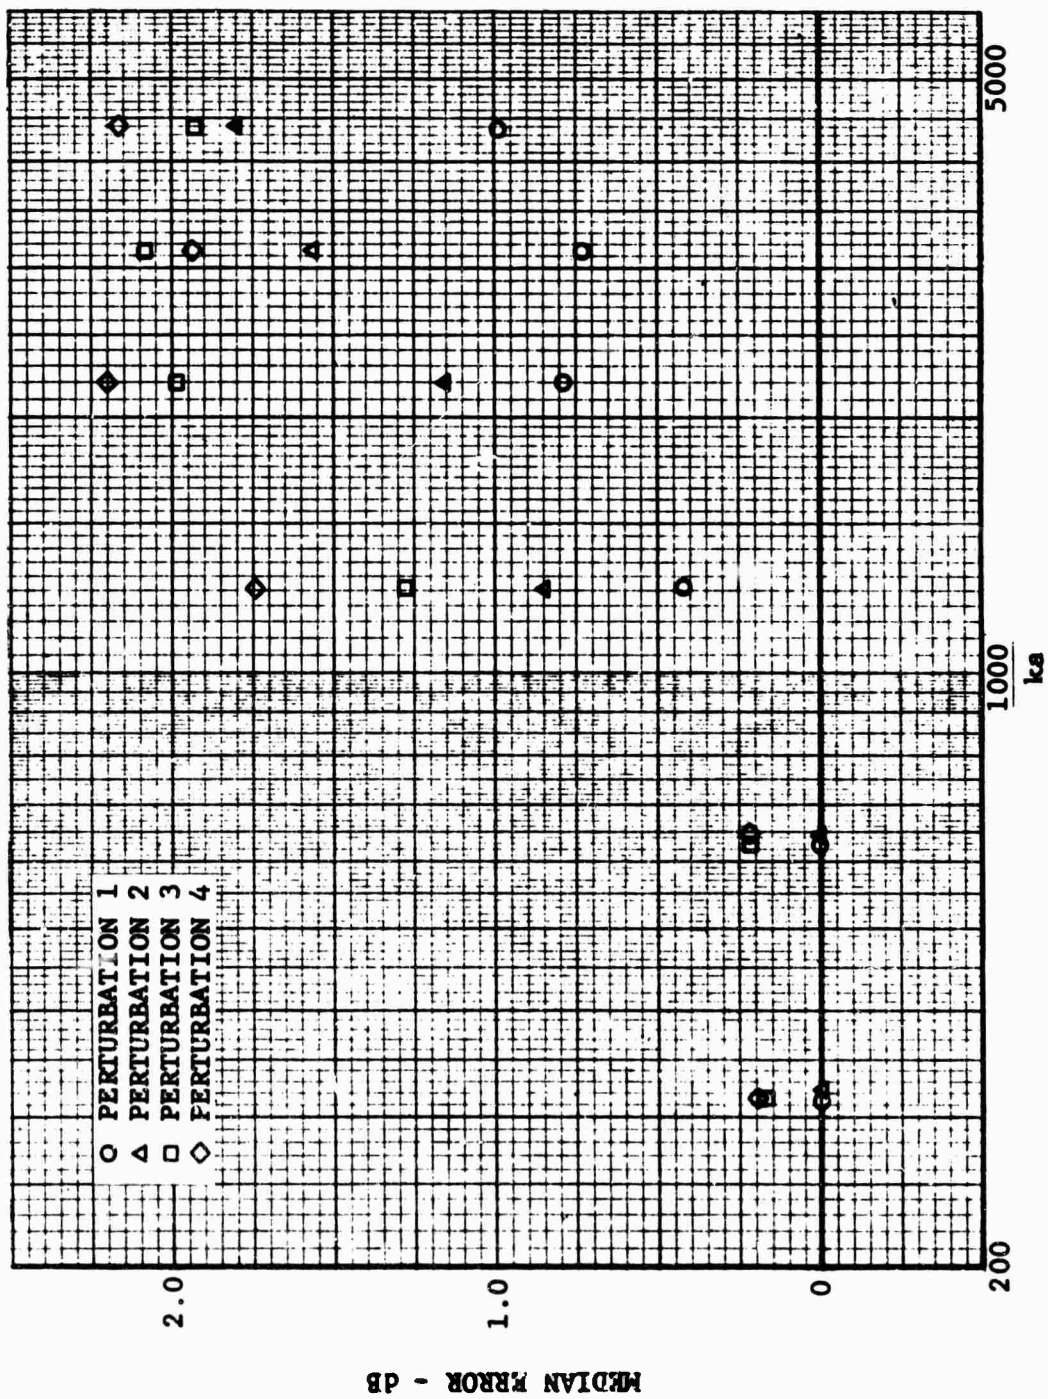 PERTURBATION 1
PERTURBATION 2
PERTURBATION 3
PERTURBATION 4
2.0
1.0
0
MEDIAN ERROR - dB
200
1000
5000
ka